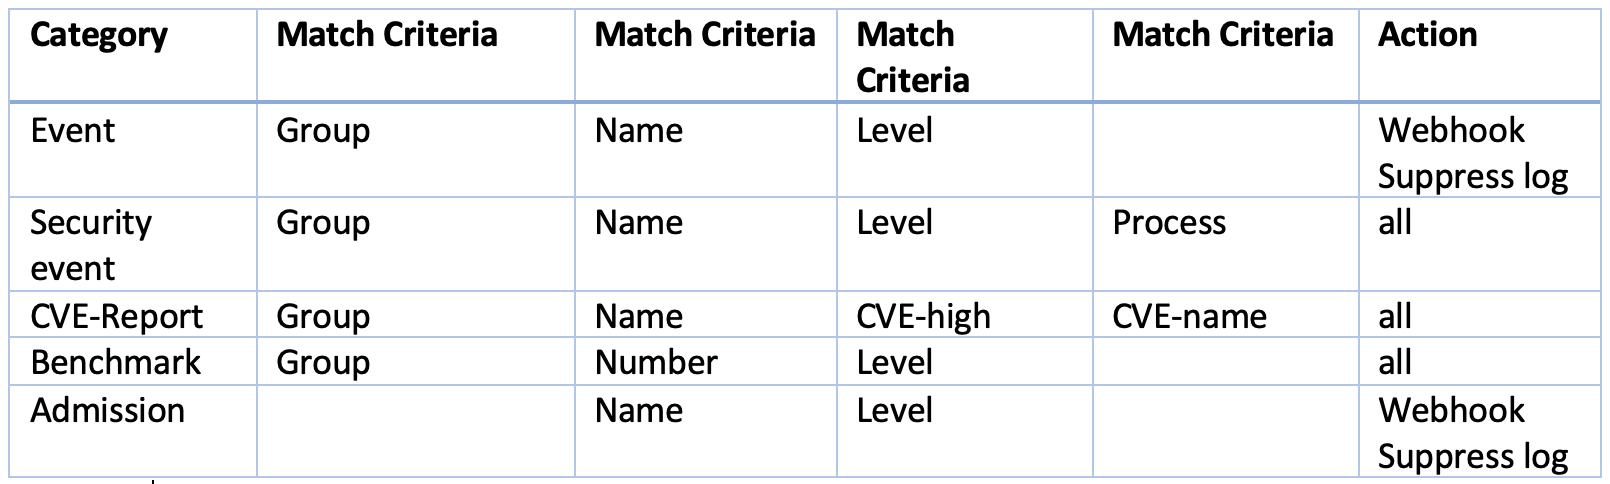 Category Match Criteria Match Criteria Match Criteria Match Criteria Action
Event Group Name Level Webhook
Suppress log
Security event Group Name Level Process all
CVE-Report Group Name CVE-high CVE-name all
Benchmark Group Number Level all
Admission Name Level Webhook
Suppress log